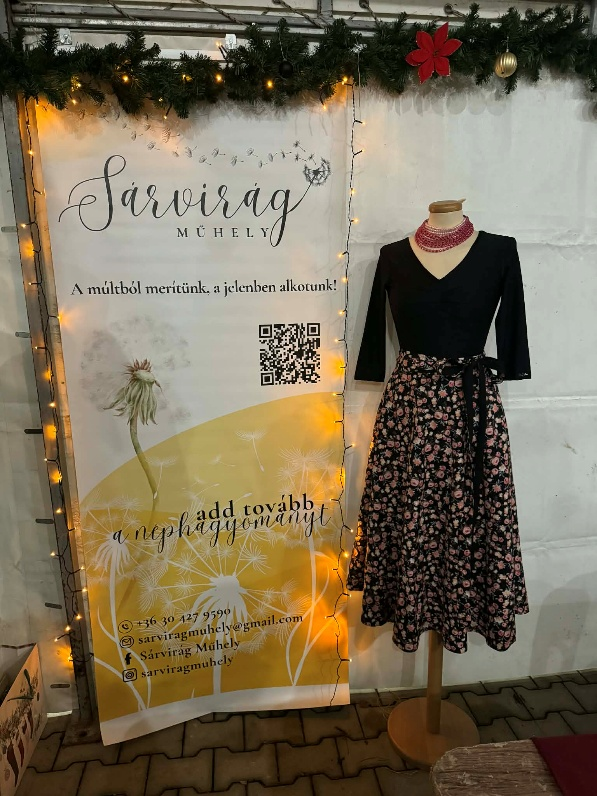 Sárvirág
MŰHELY
A múltból merítünk, a jelenben alkotunk!
add tovább
a néphagyományt
+36 30 427 9590
sarviragmuhely@gmail.com
Sárvirág Műhely
sarviragmuhely